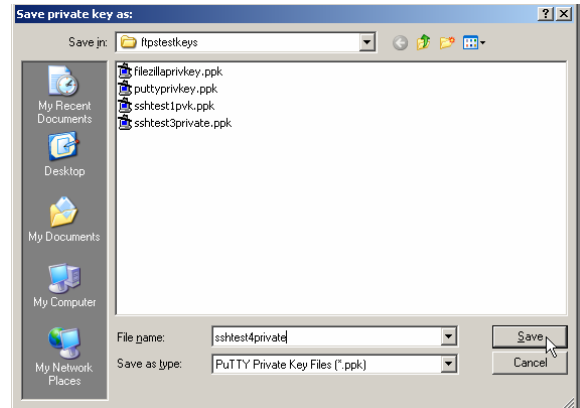 Save private key as:
Save in:
ftpstestkeys
filezillaprivkey.ppk
puttyprivkey.ppk
sshtest1pvk.ppk
sshtest3private.ppk
My Recent
Documents
Desktop
My Documents
My Computer
My Network
Places
File name:
sshtest4private
Save
Save as type:
PuTTY Private Key Files (*.ppk)
Cancel